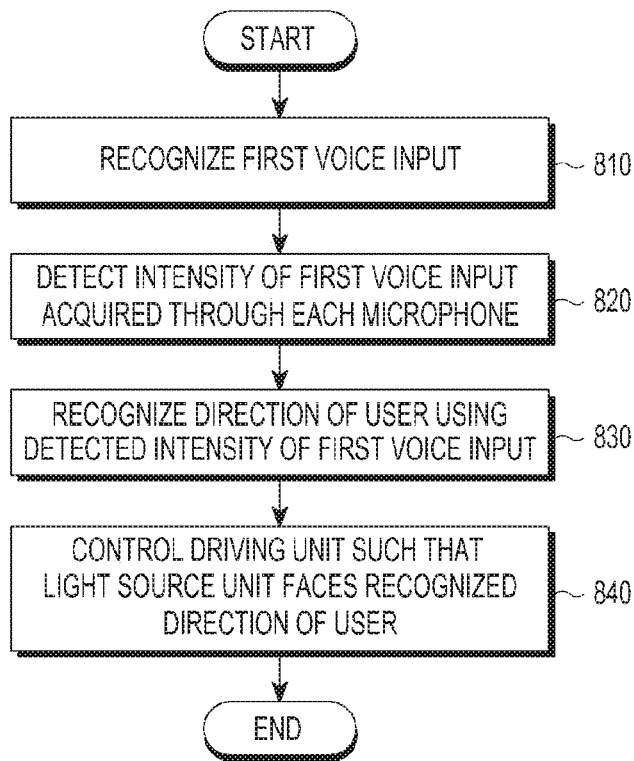 START
RECOGNIZE FIRST VOICE INPUT
810
DETECT INTENSITY OF FIRST VOICE INPUT
ACQUIRED THROUGH EACH MICROPHONE
820
RECOGNIZE DIRECTION OF USER USING
DETECTED INTENSITY OF FIRST VOICE INPUT
830
CONTROL DRIVING UNIT SUCH THAT
LIGHT SOURCE UNIT FACES RECOGNIZED
DIRECTION OF USER
840
END